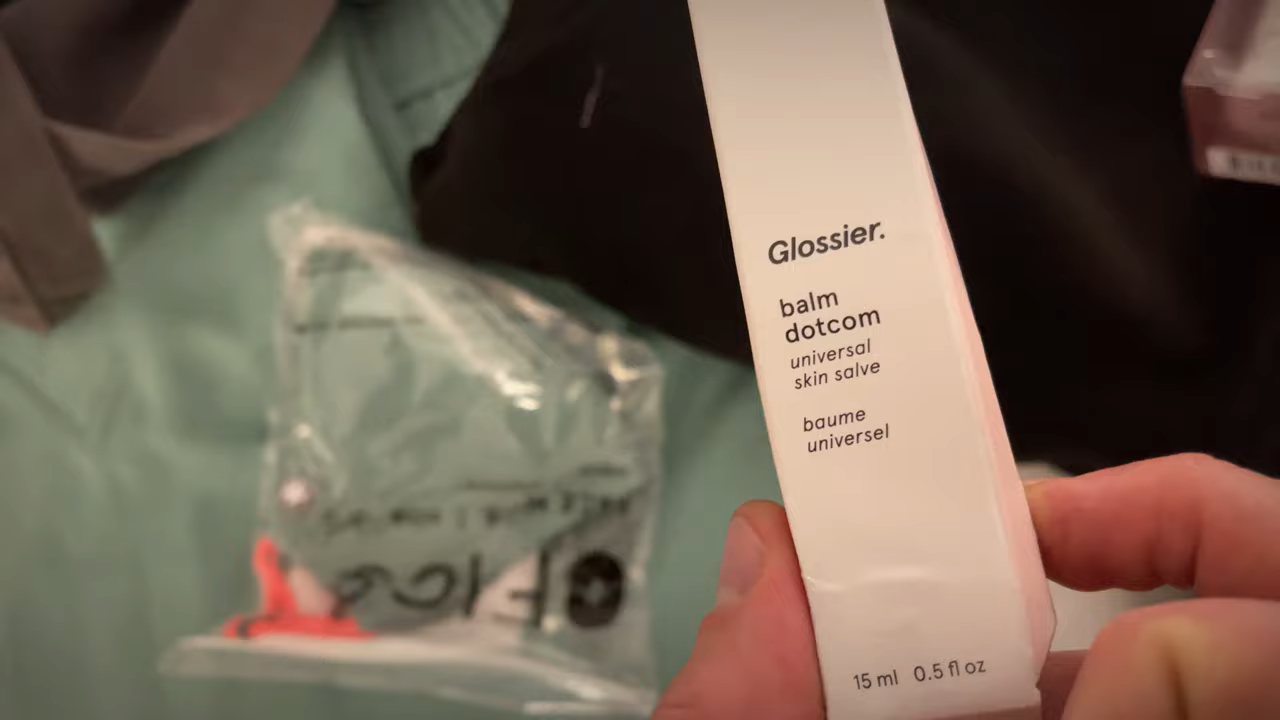 Glossier.
balm
dotcom
universal
skin salve
baume
universel
15 ml 0.5 fl oz